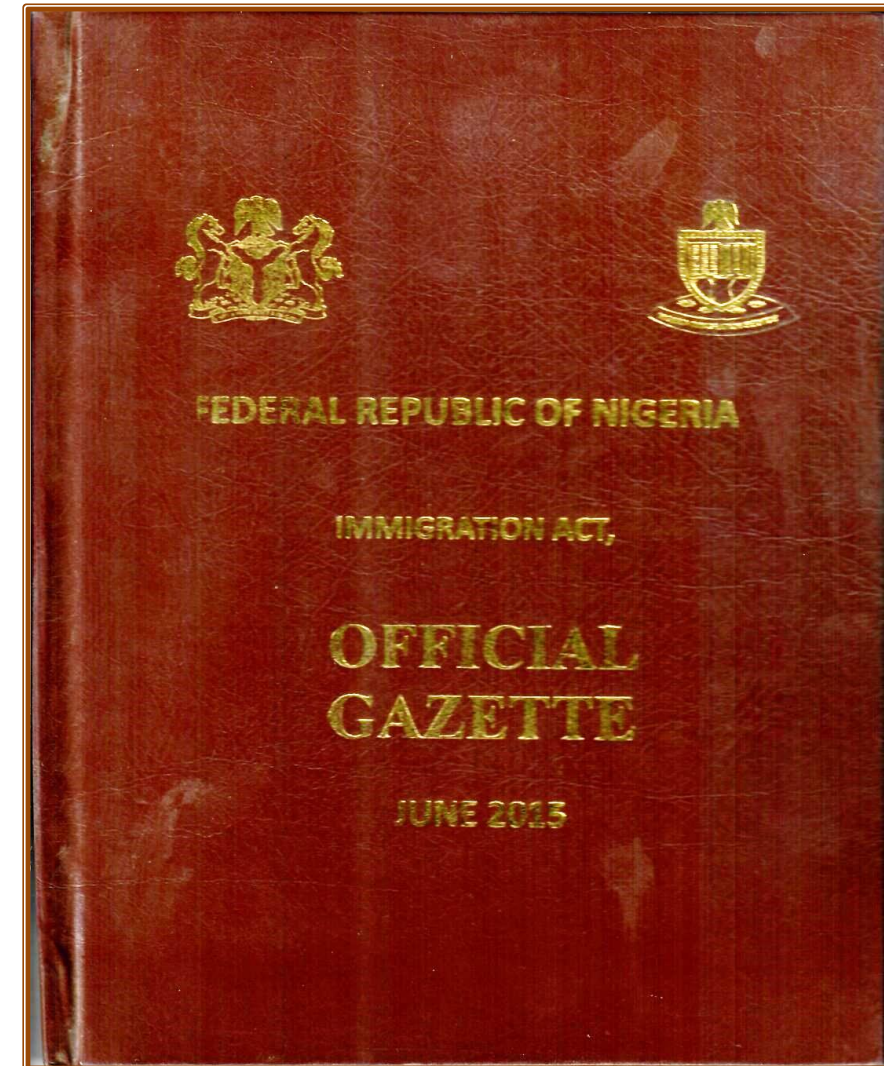 FEDERAL REPUBLIC OF NIGERIA
IMMIGRATION ACT,
OFFICIAL
GAZETTE
JUNE 2015